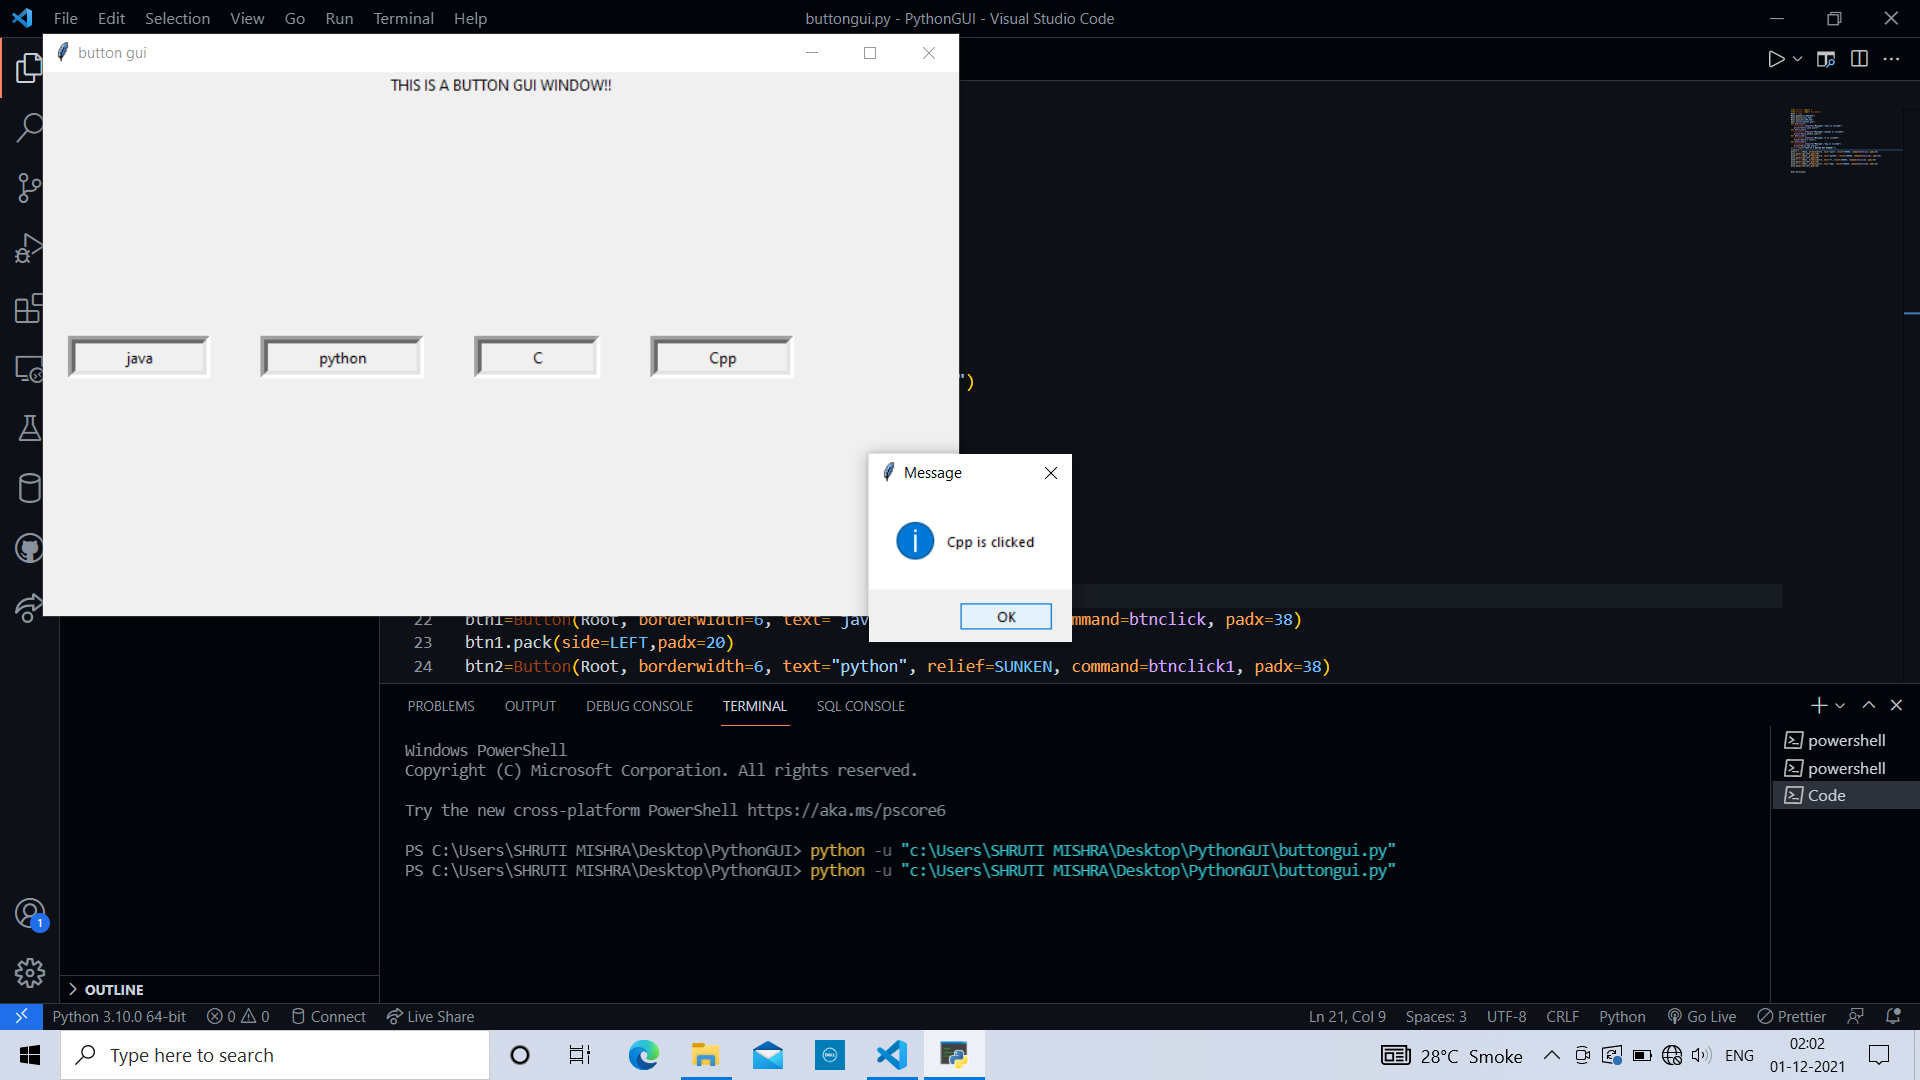 File Edit Selection View Go Run Terminal Help
buttongui.py - PythonGUI - Visual Studio Code
button gui
THIS IS A BUTTON GUI WINDOW!!
java
python
C
Cpp
")
Message
Cpp is clicked
OK
22 btn1=Button(Root, borderwidth=6, text="jav mmand=btnclick, padx=38)
23 btn1.pack(side=LEFT,padx=20)
24 btn2=Button(Root, borderwidth=6, text="python", relief=SUNKEN, command=btnclick1, padx=38)
PROBLEMS OUTPUT DEBUG CONSOLE TERMINAL SQL CONSOLE
Windows PowerShell
Copyright (C) Microsoft Corporation. All rights reserved.
Try the new cross-platform PowerShell https://aka.ms/pscore6
PS C:\Users\SHRUTI MISHRA\Desktop\PythonGUI> python -u "c:\Users\SHRUTI MISHRA\Desktop\PythonGUI\buttongui.py"
PS C:\Users\SHRUTI MISHRA\Desktop\PythonGUI> python -u "c:\Users\SHRUTI MISHRA\Desktop\PythonGUI\buttongui.py"
powershell
powershell
Code
1
OUTLINE
Python 3.10.0 64-bit 0 0 Connect Live Share
Ln 21, Col 9 Spaces: 3 UTF-8 CRLF Python Go Live Prettier
Type here to search
DELL
28°C Smoke
ENG
02:02
01-12-2021